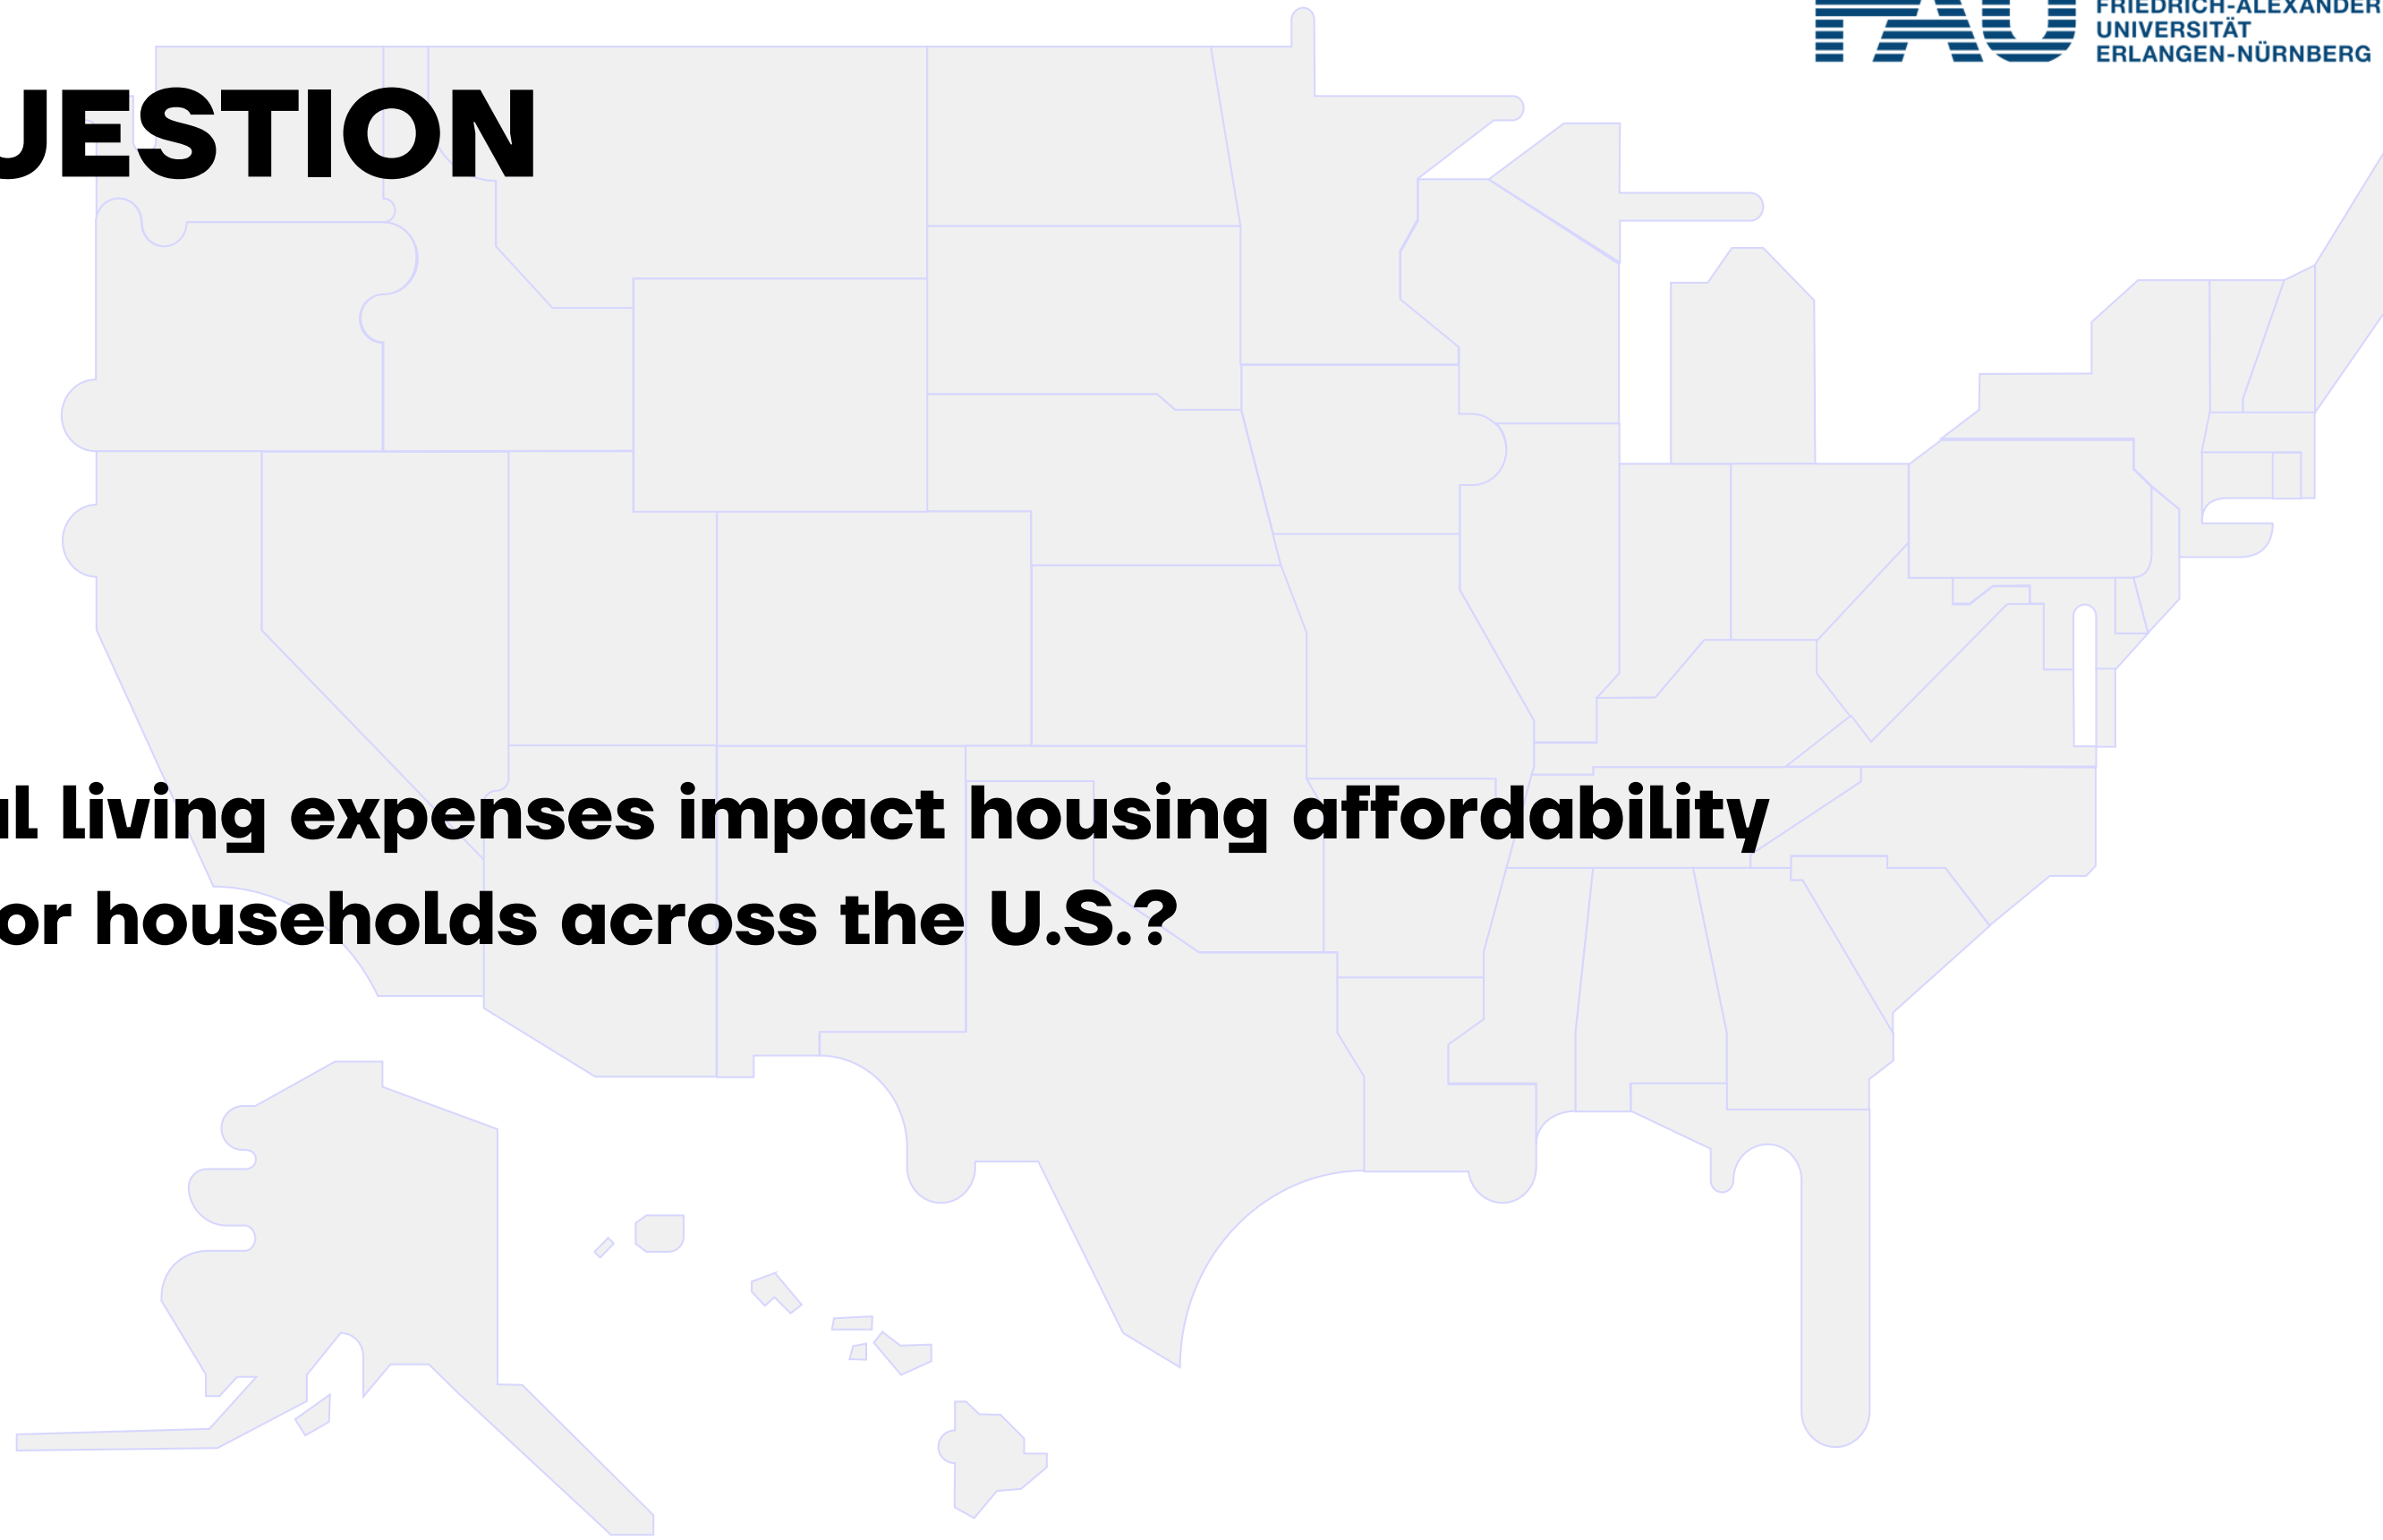 FRIEDRICH-ALEXANDER
UNIVERSITÄT
ERLANGEN-NÜRNBERG
UESTION
living expenses impact housing affordability
or households across the U.S.?